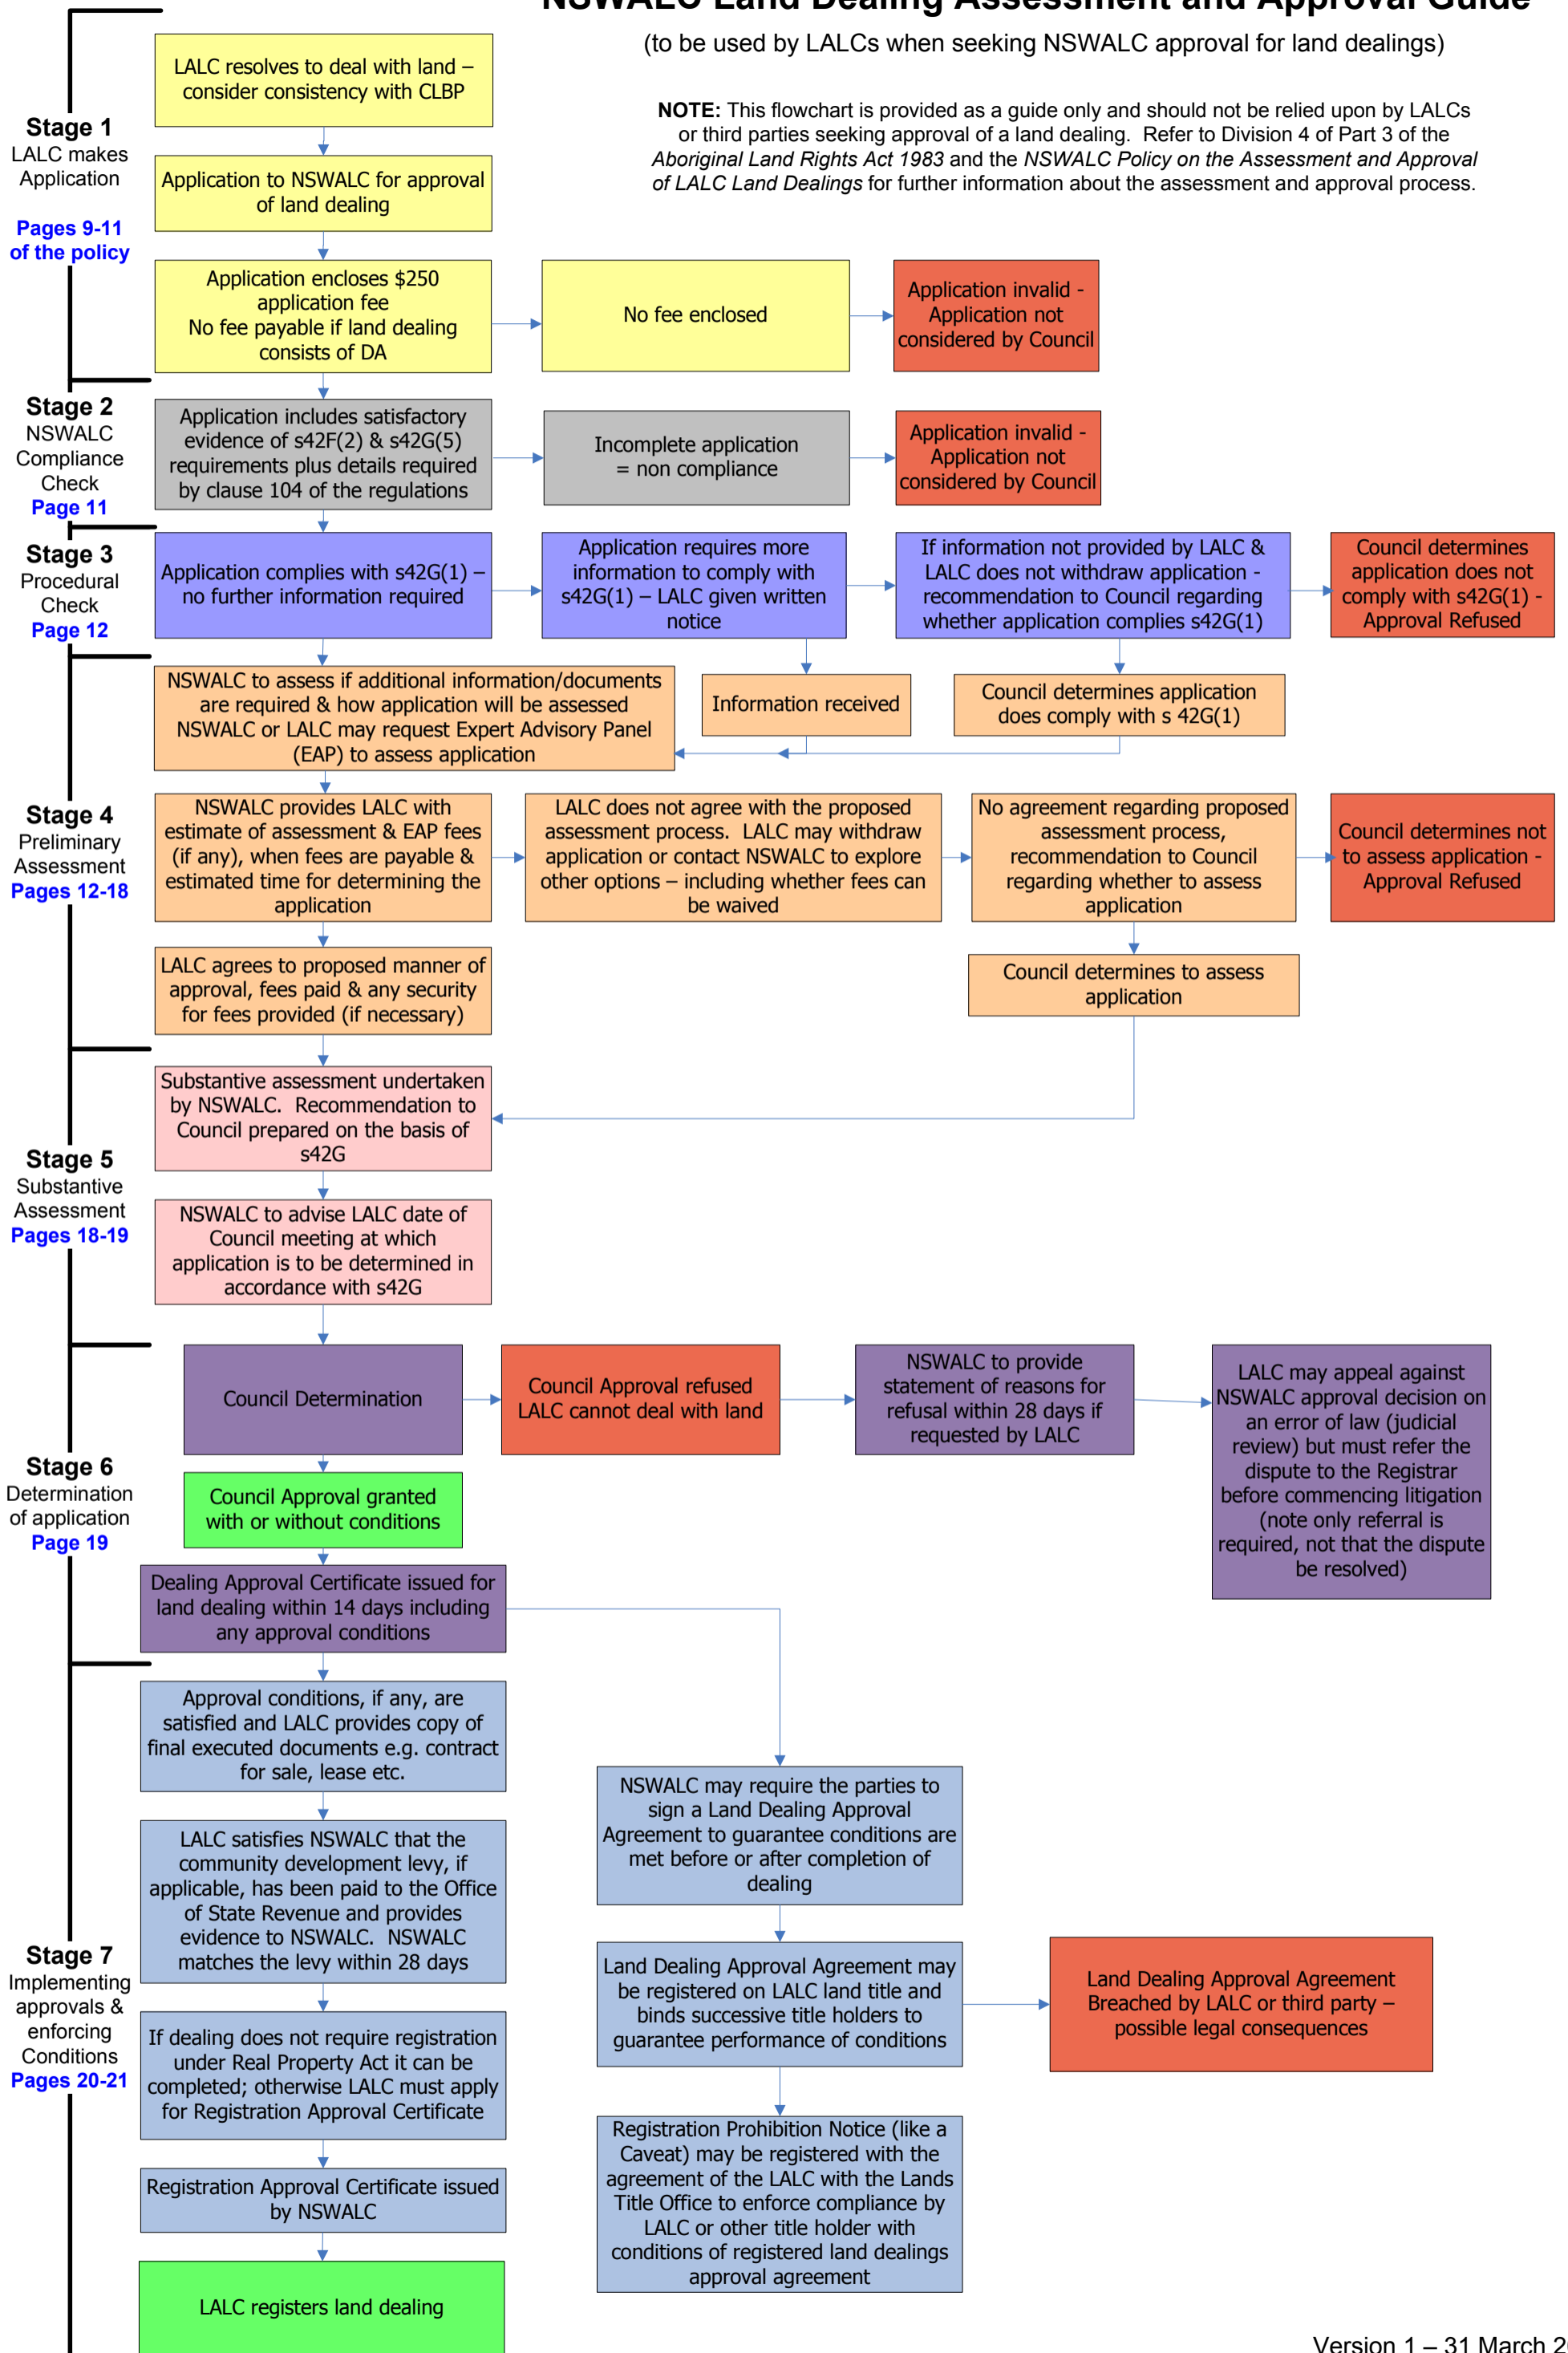 NSWALC Land Dealing Assessment and Approval Guide
(to be used by LALCs when seeking NSWALC approval for land dealings)
NOTE: This flowchart is provided as a guide only and should not be relied upon by LALCs
or third parties seeking approval of a land dealing. Refer to Division 4 of Part 3 of the
Aboriginal Land Rights Act 1983 and the NSWALC Policy on the Assessment and Approval
of LALC Land Dealings for further information about the assessment and approval process.
Stage 1
LALC makes
Application
Pages 9-11
of the policy
LALC resolves to deal with land –
consider consistency with CLBP
Application to NSWALC for approval
of land dealing
Application encloses $250
application fee
No fee payable if land dealing
consists of DA
No fee enclosed
Application invalid -
Application not
considered by Council
Stage 2
NSWALC
Compliance
Check
Page 11
Application includes satisfactory
evidence of s42F(2) & s42G(5)
requirements plus details required
by clause 104 of the regulations
Incomplete application
= non compliance
Application invalid -
Application not
considered by Council
Stage 3
Procedural
Check
Page 12
Application complies with s42G(1) –
no further information required
Application requires more
information to comply with
s42G(1) – LALC given written
notice
If information not provided by LALC &
LALC does not withdraw application -
recommendation to Council regarding
whether application complies s42G(1)
Council determines
application does not
comply with s42G(1) -
Approval Refused
Stage 4
Preliminary
Assessment
Pages 12-18
NSWALC to assess if additional information/documents
are required & how application will be assessed
NSWALC or LALC may request Expert Advisory Panel
(EAP) to assess application
Information received
Council determines application
does comply with s 42G(1)
NSWALC provides LALC with
estimate of assessment & EAP fees
(if any), when fees are payable &
estimated time for determining the
application
LALC does not agree with the proposed
assessment process. LALC may withdraw
application or contact NSWALC to explore
other options – including whether fees can
be waived
No agreement regarding proposed
assessment process,
recommendation to Council
regarding whether to assess
application
Council determines not
to assess application -
Approval Refused
LALC agrees to proposed manner of
approval, fees paid & any security
for fees provided (if necessary)
Council determines to assess
application
Stage 5
Substantive
Assessment
Pages 18-19
Substantive assessment undertaken
by NSWALC. Recommendation to
Council prepared on the basis of
s42G
NSWALC to advise LALC date of
Council meeting at which
application is to be determined in
accordance with s42G
Stage 6
Determination
of application
Page 19
Council Determination
Council Approval refused
LALC cannot deal with land
NSWALC to provide
statement of reasons for
refusal within 28 days if
requested by LALC
LALC may appeal against
NSWALC approval decision on
an error of law (judicial
review) but must refer the
dispute to the Registrar
before commencing litigation
(note only referral is
required, not that the dispute
be resolved)
Council Approval granted
with or without conditions
Dealing Approval Certificate issued for
land dealing within 14 days including
any approval conditions
Stage 7
Implementing
approvals &
enforcing
Conditions
Pages 20-21
Approval conditions, if any, are
satisfied and LALC provides copy of
final executed documents e.g. contract
for sale, lease etc.
LALC satisfies NSWALC that the
community development levy, if
applicable, has been paid to the Office
of State Revenue and provides
evidence to NSWALC. NSWALC
matches the levy within 28 days
If dealing does not require registration
under Real Property Act it can be
completed; otherwise LALC must apply
for Registration Approval Certificate
Registration Approval Certificate issued
by NSWALC
LALC registers land dealing
NSWALC may require the parties to
sign a Land Dealing Approval
Agreement to guarantee conditions are
met before or after completion of
dealing
Land Dealing Approval Agreement may
be registered on LALC land title and
binds successive title holders to
guarantee performance of conditions
Land Dealing Approval Agreement
Breached by LALC or third party –
possible legal consequences
Registration Prohibition Notice (like a
Caveat) may be registered with the
agreement of the LALC with the Lands
Title Office to enforce compliance by
LALC or other title holder with
conditions of registered land dealings
approval agreement
Version 1 – 31 March